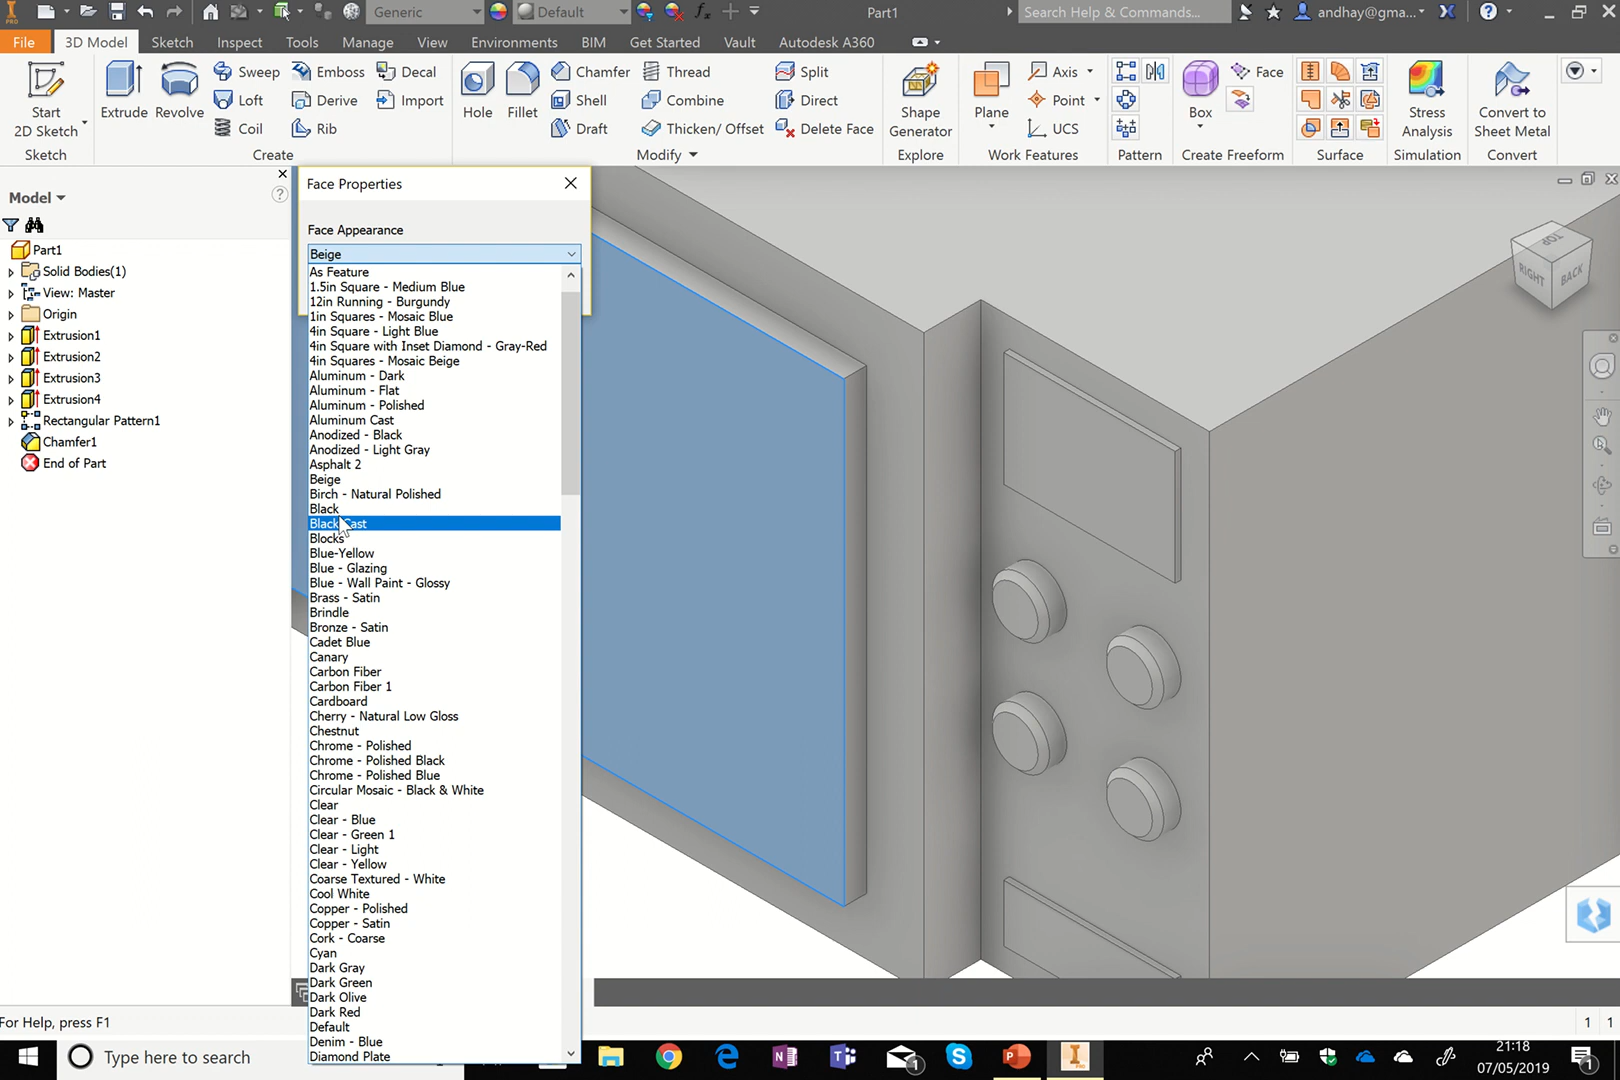 PRO Generic Default fx Part1 Search Help & Commands... andhay@gma...
File 3D Model Sketch Inspect Tools Manage View Environments BIM Get Started Vault Autodesk A360
Start
2D Sketch
Sketch
Extrude
Revolve
Sweep
Loft
Coil
Emboss
Derive
Rib
Decal
Import
Create
Hole
Fillet
Chamfer
Shell
Draft
Thread
Combine
Thicken/ Offset
Split
Direct
Delete Face
Modify
Shape
Generator
Explore
Plane
Axis
Point
UCS
Work Features
Pattern
Box
Face
Create Freeform
Surface
Stress
Analysis
Simulation
Convert to
Sheet Metal
Convert
Model
Part1
Solid Bodies(1)
View: Master
Origin
Extrusion1
Extrusion2
Extrusion3
Extrusion4
Rectangular Pattern1
Chamfer1
End of Part
Face Properties
Face Appearance
Beige
As Feature
1.5in Square - Medium Blue
12in Running - Burgundy
1in Squares - Mosaic Blue
4in Square - Light Blue
4in Square with Inset Diamond - Gray-Red
4in Squares - Mosaic Beige
Aluminum - Dark
Aluminum - Flat
Aluminum - Polished
Aluminum Cast
Anodized - Black
Anodized - Light Gray
Asphalt 2
Beige
Birch - Natural Polished
Black
Black Cast
Blocks
Blue-Yellow
Blue - Glazing
Blue - Wall Paint - Glossy
Brass - Satin
Brindle
Bronze - Satin
Cadet Blue
Canary
Carbon Fiber
Carbon Fiber 1
Cardboard
Cherry - Natural Low Gloss
Chestnut
Chrome - Polished
Chrome - Polished Black
Chrome - Polished Blue
Circular Mosaic - Black & White
Clear
Clear - Blue
Clear - Green 1
Clear - Light
Clear - Yellow
Coarse Textured - White
Cool White
Copper - Polished
Copper - Satin
Cork - Coarse
Cyan
Dark Gray
Dark Green
Dark Olive
Dark Red
Default
Denim - Blue
Diamond Plate
TOP
RIGHT
BACK
For Help, press F1
1 1
Type here to search
21:18
07/05/2019